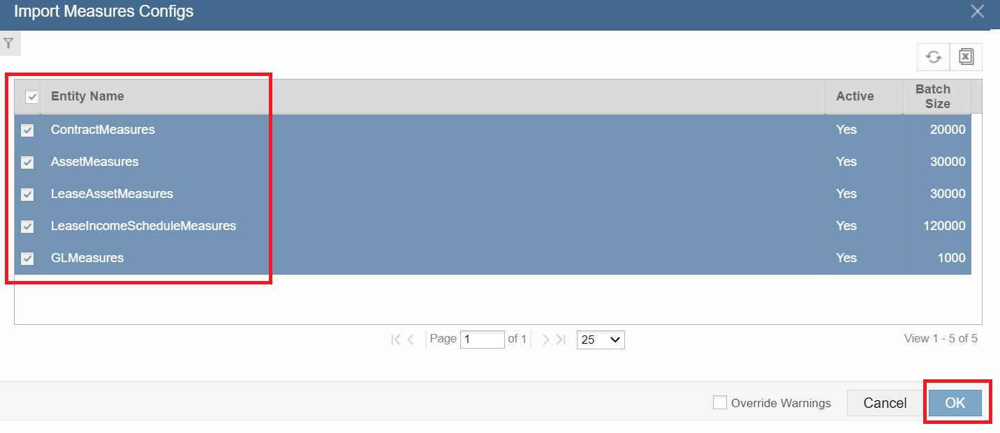 Import Measures Configs
Entity Name Active Batch Size
ContractMeasures Yes 20000
AssetMeasures Yes 30000
LeaseAssetMeasures Yes 30000
LeaseIncomeScheduleMeasures Yes 120000
GLMeasures Yes 1000
Page 1 of 1 25 View 1 - 5 of 5
Override Warnings Cancel OK